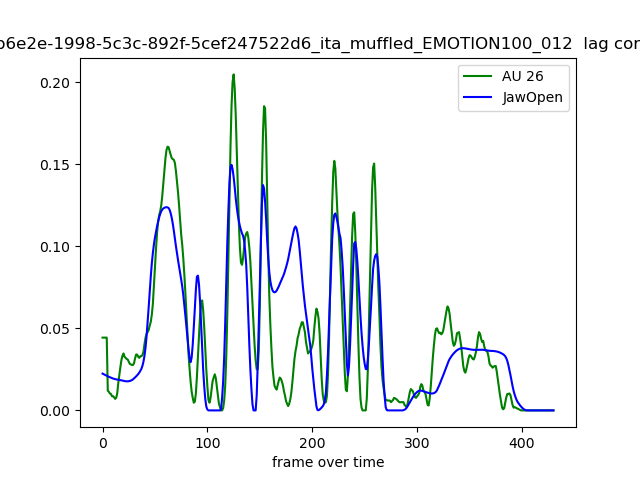 b6e2e-1998-5c3c-892f-5cef247522d6_ita_muffled_EMOTION100_012 lag cor
AU 26
JawOpen
0.20
0.15
0.10
0.05
0.00
0 100 200 300 400
frame over time